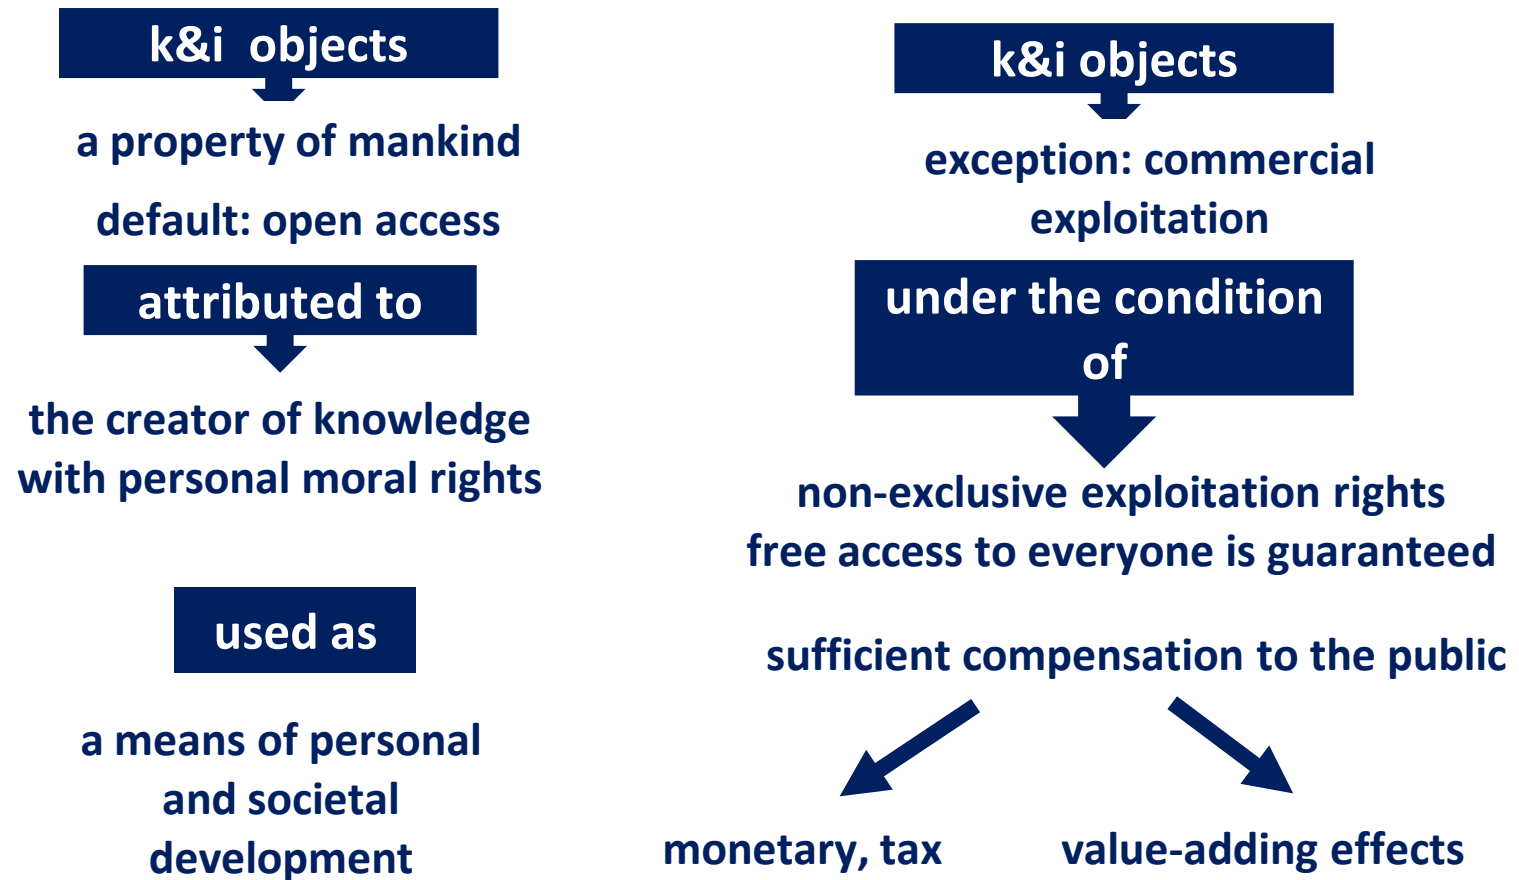 k&i objects
a property of mankind
default: open access
attributed to
the creator of knowledge
with personal moral rights
used as
a means of personal
and societal
development
k&i objects
exception: commercial
exploitation
under the condition
of
non-exclusive exploitation rights
free access to everyone is guaranteed
sufficient compensation to the public
monetary, tax
value-adding effects